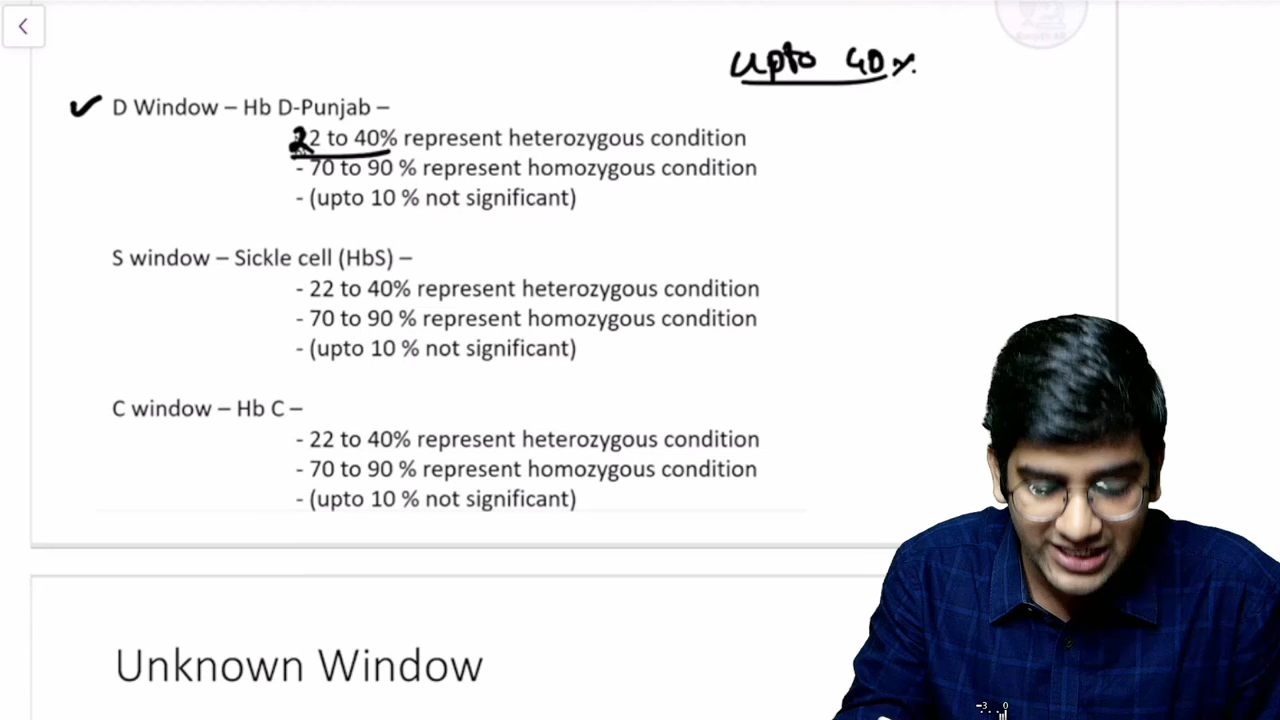 upto 40%
D Window – Hb D-Punjab –
22 to 40% represent heterozygous condition
- 70 to 90 % represent homozygous condition
- (upto 10 % not significant)
S window – Sickle cell (HbS) –
- 22 to 40% represent heterozygous condition
- 70 to 90 % represent homozygous condition
- (upto 10 % not significant)
C window – Hb C –
- 22 to 40% represent heterozygous condition
- 70 to 90 % represent homozygous condition
- (upto 10 % not significant)
Unknown Window